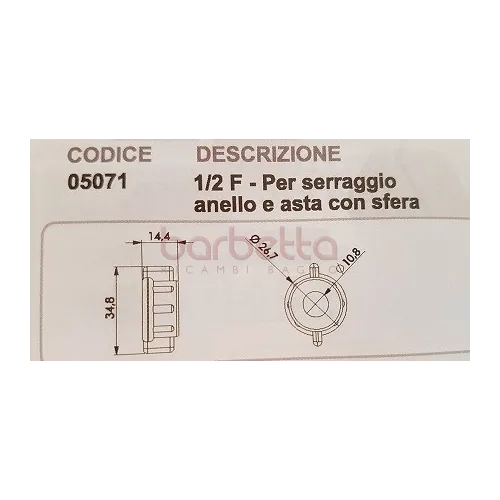 CODICE DESCRIZIONE
05071 1/2 F - Per serraggio
anello e asta con sfera
14,4
34,8
Ø 26,7
Ø 10,8
barbetta
RICAMBI BAGNO